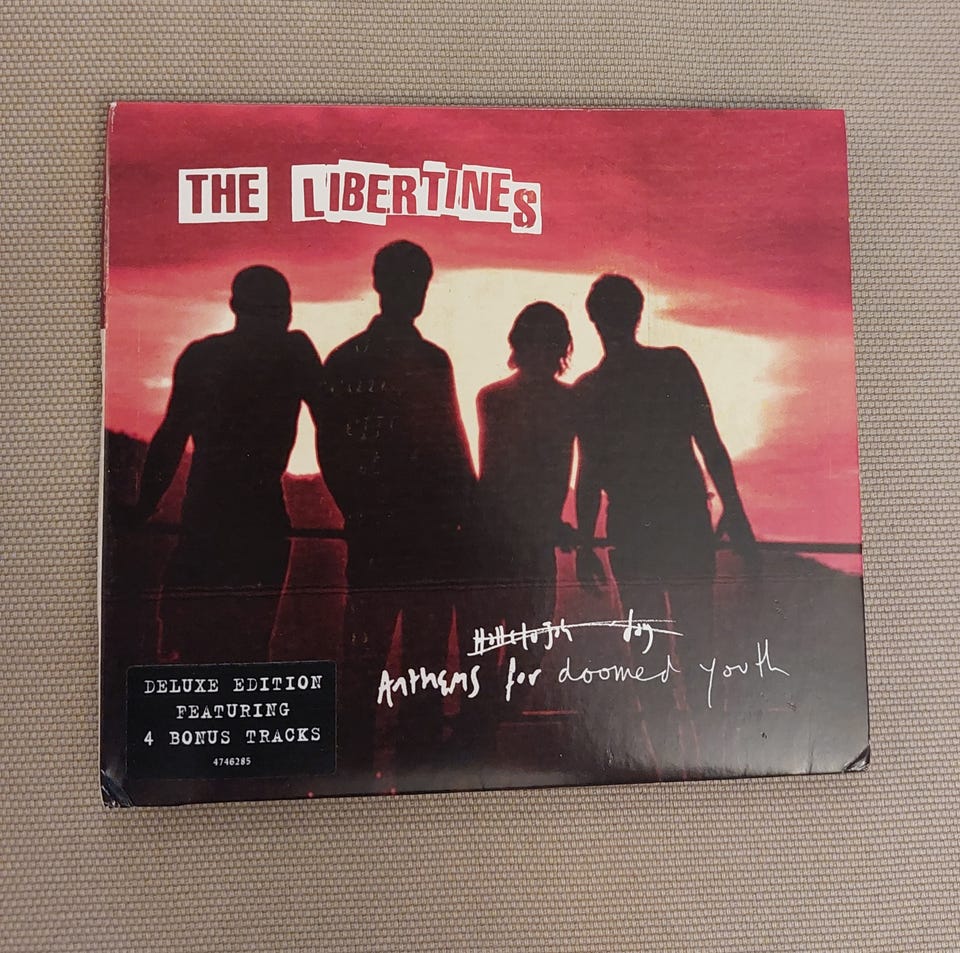 THE LIBERTINES
Anthems for doomed youth
DELUXE EDITION
FEATURING
4 BONUS TRACKS
4746285